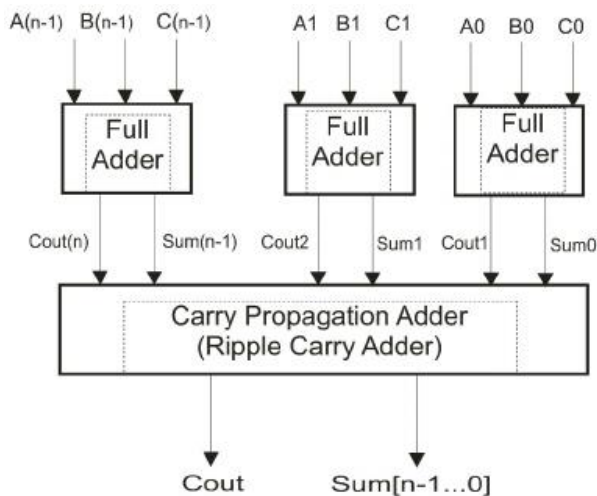 A(n-1) B(n-1) C(n-1) A1 B1 C1 A0 B0 C0
Full
Adder
Full
Adder
Full
Adder
Cout(n) Sum(n-1) Cout2 Sum1 Cout1 Sum0
Carry Propagation Adder
(Ripple Carry Adder)
Cout Sum[n-1...0]